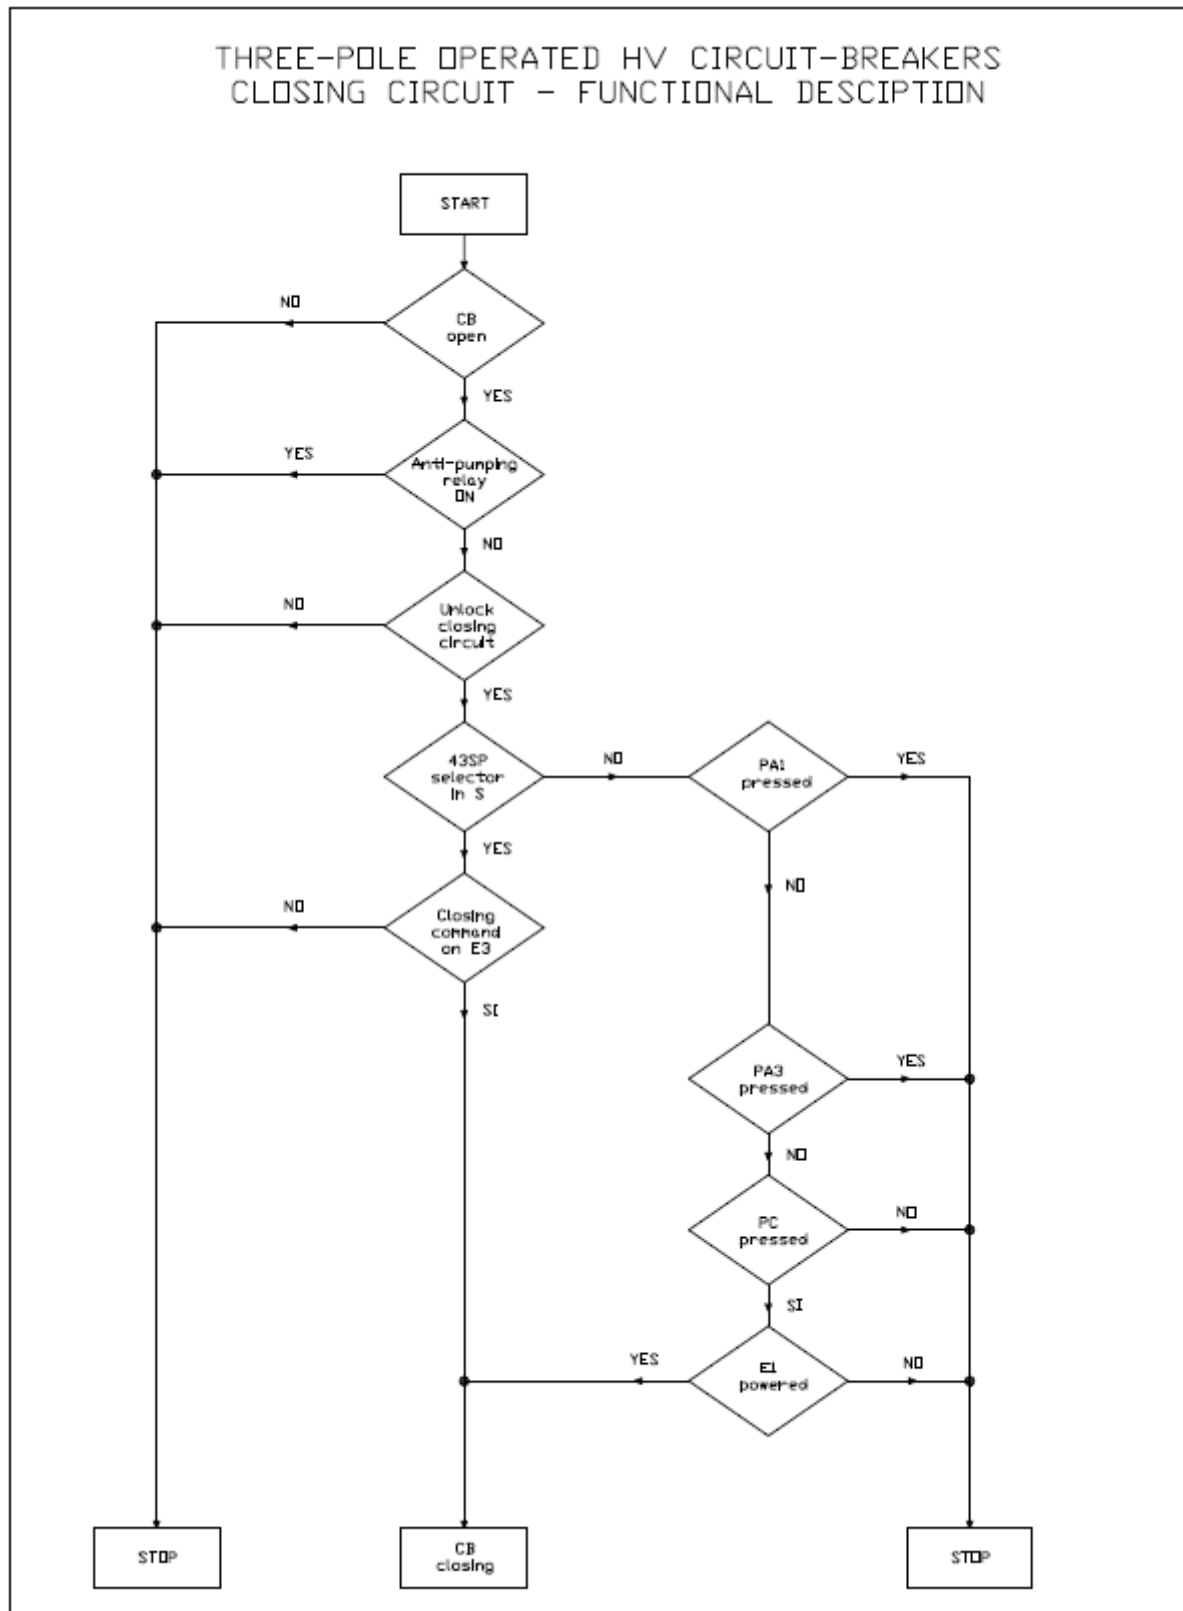 THREE-POLE OPERATED HV CIRCUIT-BREAKERS
CLOSING CIRCUIT - FUNCTIONAL DESCIPTION
START
NO
CB
open
YES
YES
Anti-pumping
relay
ON
NO
NO
Unlock
closing
circuit
YES
43SP
selector
in S
NO
PA1
pressed
YES
YES
NO
NO
Closing
command
on E3
SI
PA3
pressed
YES
NO
PC
pressed
NO
SI
YES
E1
powered
NO
STOP
CB
closing
STOP